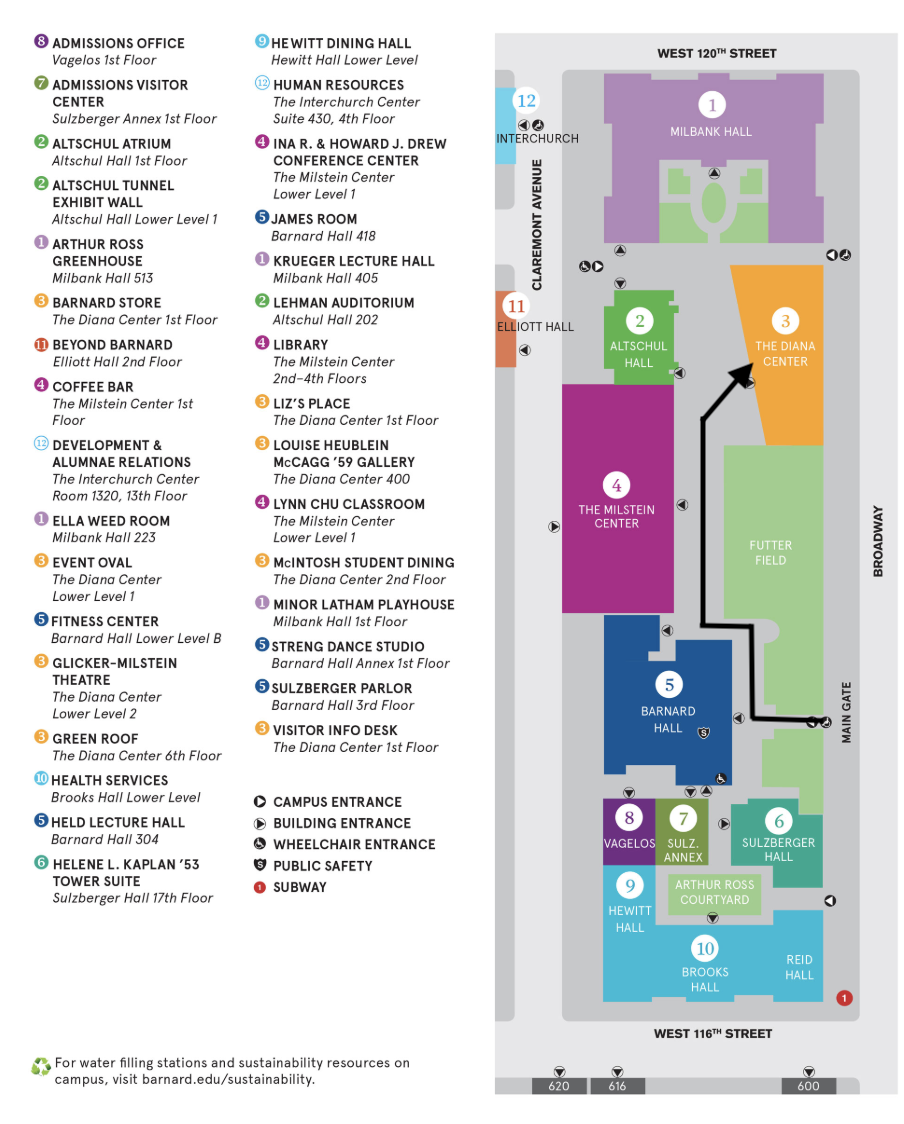 8 ADMISSIONS OFFICE
Vagelos 1st Floor
7 ADMISSIONS VISITOR
CENTER
Sulzberger Annex 1st Floor
2 ALTSCHUL ATRIUM
Altschul Hall 1st Floor
2 ALTSCHUL TUNNEL
EXHIBIT WALL
Altschul Hall Lower Level 1
1 ARTHUR ROSS
GREENHOUSE
Milbank Hall 513
3 BARNARD STORE
The Diana Center 1st Floor
11 BEYOND BARNARD
Elliott Hall 2nd Floor
4 COFFEE BAR
The Milstein Center 1st
Floor
12 DEVELOPMENT &
ALUMNAE RELATIONS
The Interchurch Center
Room 1320, 13th Floor
1 ELLA WEED ROOM
Milbank Hall 223
3 EVENT OVAL
The Diana Center
Lower Level 1
5 FITNESS CENTER
Barnard Hall Lower Level B
3 GLICKER-MILSTEIN
THEATRE
The Diana Center
Lower Level 2
3 GREEN ROOF
The Diana Center 6th Floor
10 HEALTH SERVICES
Brooks Hall Lower Level
5 HELD LECTURE HALL
Barnard Hall 304
6 HELENE L. KAPLAN ’53
TOWER SUITE
Sulzberger Hall 17th Floor
9 HEWITT DINING HALL
Hewitt Hall Lower Level
12 HUMAN RESOURCES
The Interchurch Center
Suite 430, 4th Floor
4 INA R. & HOWARD J. DREW
CONFERENCE CENTER
The Milstein Center
Lower Level 1
5 JAMES ROOM
Barnard Hall 418
1 KRUEGER LECTURE HALL
Milbank Hall 405
2 LEHMAN AUDITORIUM
Altschul Hall 202
4 LIBRARY
The Milstein Center
2nd–4th Floors
3 LIZ’S PLACE
The Diana Center 1st Floor
3 LOUISE HEUBLEIN
McCAGG ’59 GALLERY
The Diana Center 400
4 LYNN CHU CLASSROOM
The Milstein Center
Lower Level 1
3 McINTOSH STUDENT DINING
The Diana Center 2nd Floor
1 MINOR LATHAM PLAYHOUSE
Milbank Hall 1st Floor
5 STRENG DANCE STUDIO
Barnard Hall Annex 1st Floor
5 SULZBERGER PARLOR
Barnard Hall 3rd Floor
3 VISITOR INFO DESK
The Diana Center 1st Floor
CAMPUS ENTRANCE
BUILDING ENTRANCE
WHEELCHAIR ENTRANCE
S PUBLIC SAFETY
1 SUBWAY
For water filling stations and sustainability resources on
campus, visit barnard.edu/sustainability.
WEST 120TH STREET
12
INTERCHURCH
1
MILBANK HALL
CLAREMONT AVENUE
11
ELLIOTT HALL
2
ALTSCHUL
HALL
3
THE DIANA
CENTER
4
THE MILSTEIN
CENTER
FUTTER
FIELD
BROADWAY
5
BARNARD
HALL
S
MAIN GATE
8
VAGELOS
7
SULZ.
ANNEX
6
SULZBERGER
HALL
9
HEWITT
HALL
ARTHUR ROSS
COURTYARD
10
BROOKS
HALL
REID
HALL
1
WEST 116TH STREET
620
616
600